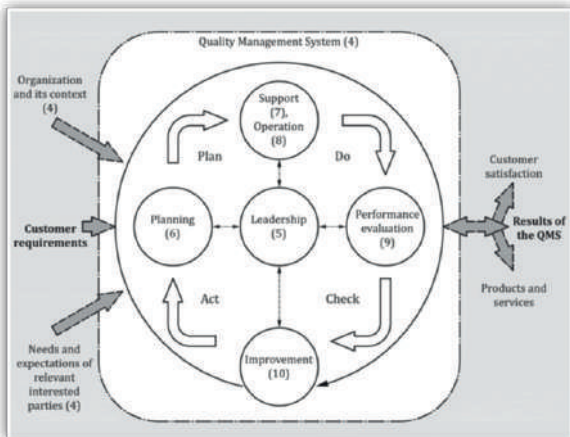 Quality Management System (4)
Organization
and its context
(4)
Support
(7),
Operation
(8)
Plan
Do
Customer
satisfaction
Customer
requirements
Planning
(6)
Leadership
(5)
Performance
evaluation
(9)
Results
of the QMS
Act
Check
Products and
services
Needs and
expectations of
relevant
interested
parties (4)
Improvement
(10)